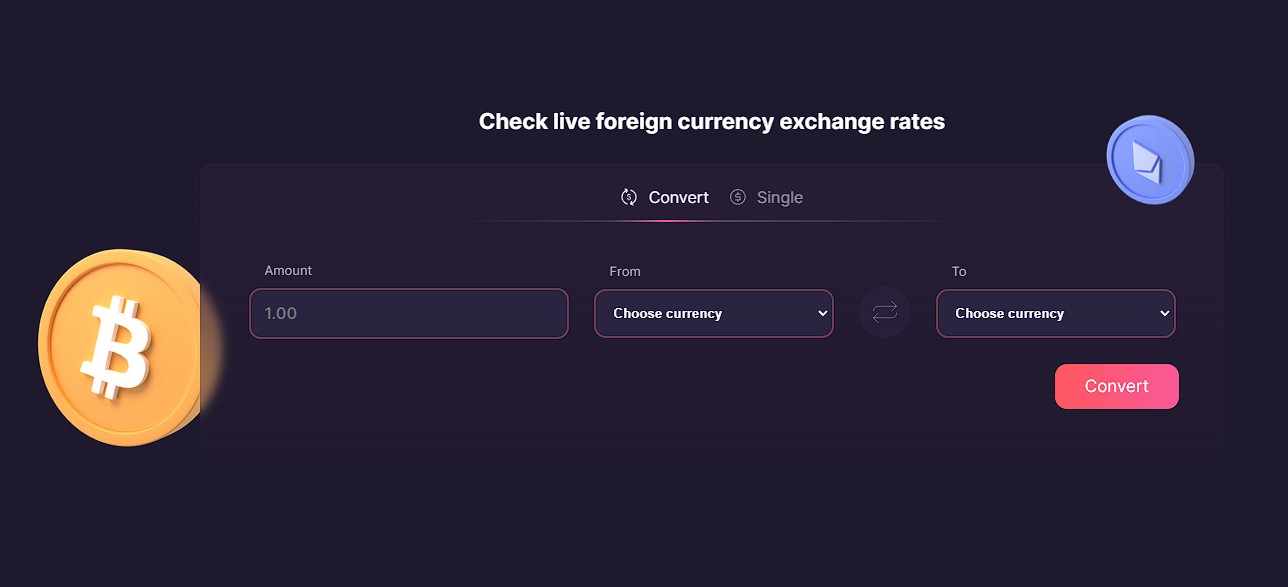 Check live foreign currency exchange rates
Convert Single
Amount From To
1.00 Choose currency Choose currency
Convert